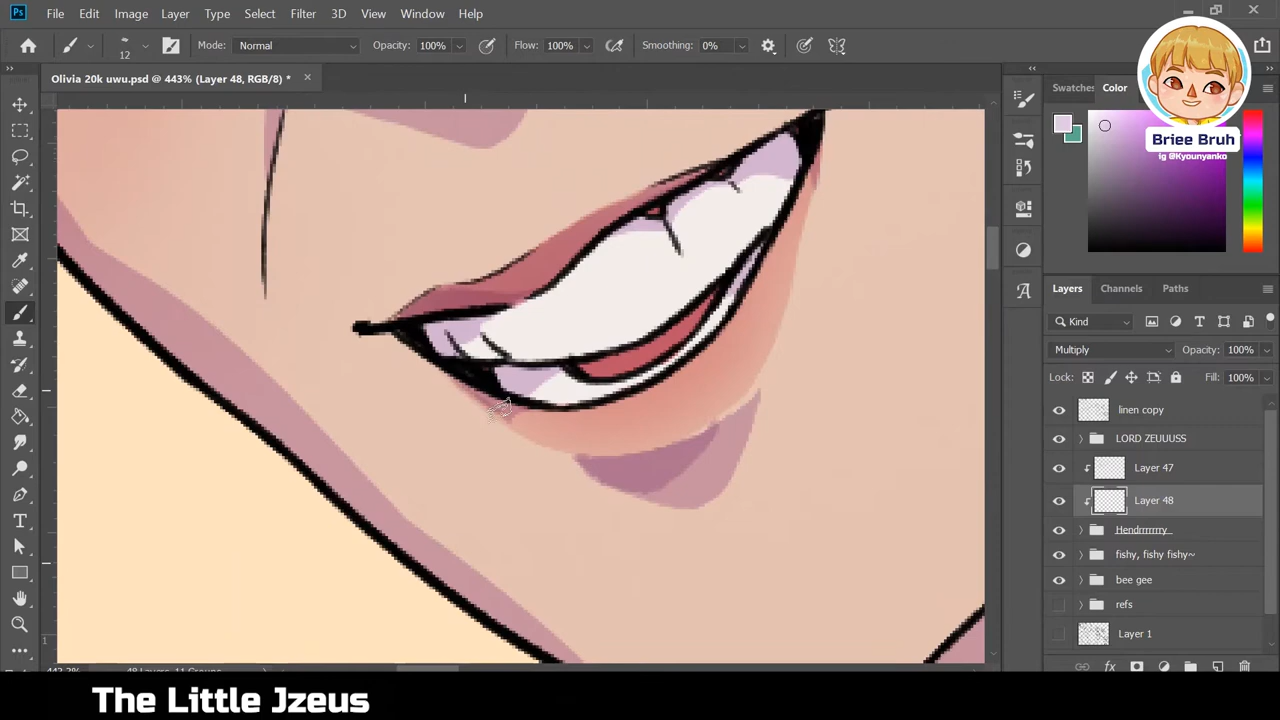 Ps File Edit Image Layer Type Select Filter 3D View Window Help
12 Mode: Normal Opacity: 100% Flow: 100% Smoothing: 0%
Olivia 20k uwu.psd @ 443% (Layer 48, RGB/8) *
Swatches Color
Briee Bruh
ig @Kyounyanko
Layers Channels Paths
Kind
Multiply Opacity: 100%
Lock: Fill: 100%
linen copy
LORD ZEUUUSS
Layer 47
Layer 48
Hendrrrrrrry
fishy, fishy fishy~
bee gee
refs
Layer 1
The Little Jzeus